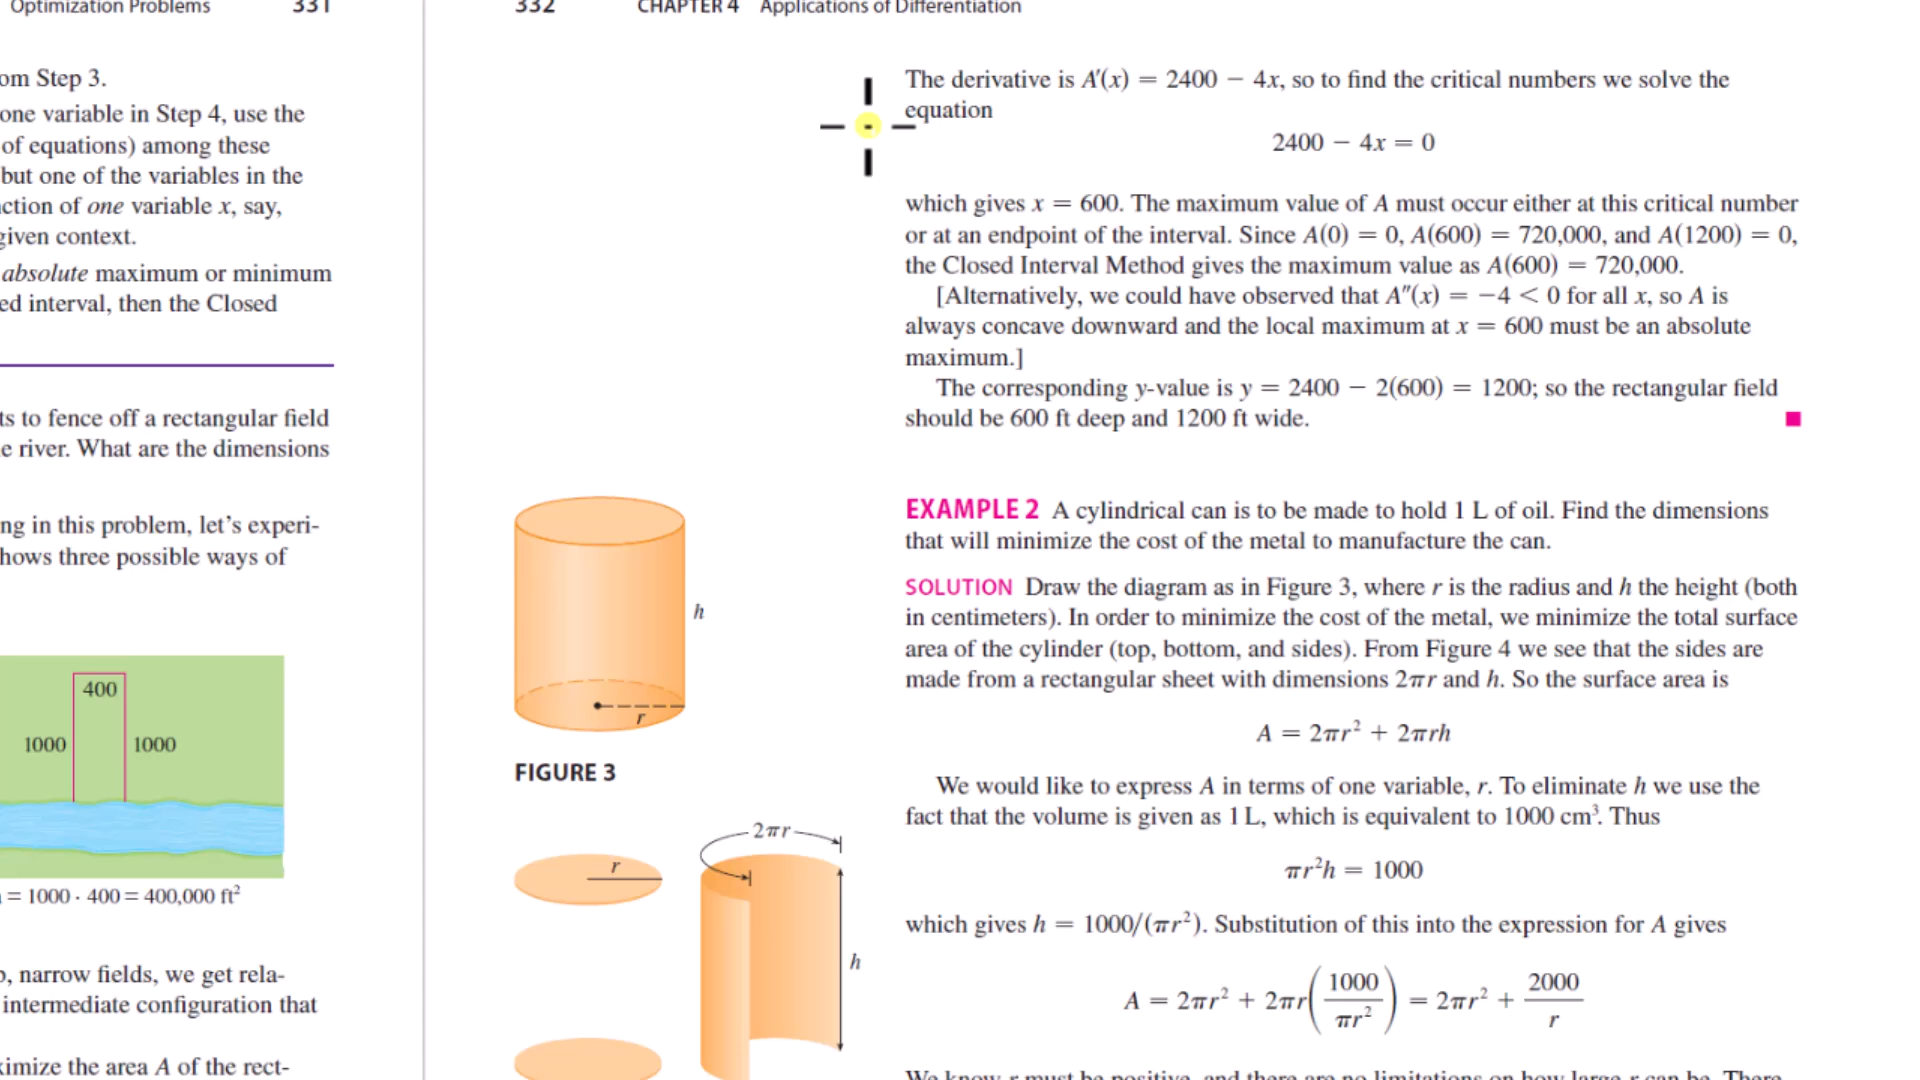 Optimization Problems 331
om Step 3.
one variable in Step 4, use the
of equations) among these
but one of the variables in the
ction of one variable x, say,
given context.
absolute maximum or minimum
ed interval, then the Closed
ts to fence off a rectangular field
e river. What are the dimensions
ng in this problem, let's experi-
hows three possible ways of
400
1000 1000
= 1000 · 400 = 400,000 ft²
, narrow fields, we get rela-
intermediate configuration that
imize the area A of the rect-
332 CHAPTER 4 Applications of Differentiation
The derivative is A′(x) = 2400 − 4x, so to find the critical numbers we solve the
equation
2400 − 4x = 0
which gives x = 600. The maximum value of A must occur either at this critical number
or at an endpoint of the interval. Since A(0) = 0, A(600) = 720,000, and A(1200) = 0,
the Closed Interval Method gives the maximum value as A(600) = 720,000.
[Alternatively, we could have observed that A″(x) = −4 < 0 for all x, so A is
always concave downward and the local maximum at x = 600 must be an absolute
maximum.]
The corresponding y-value is y = 2400 − 2(600) = 1200; so the rectangular field
should be 600 ft deep and 1200 ft wide.
h
r
FIGURE 3
2πr
r
h
EXAMPLE 2 A cylindrical can is to be made to hold 1 L of oil. Find the dimensions
that will minimize the cost of the metal to manufacture the can.
SOLUTION Draw the diagram as in Figure 3, where r is the radius and h the height (both
in centimeters). In order to minimize the cost of the metal, we minimize the total surface
area of the cylinder (top, bottom, and sides). From Figure 4 we see that the sides are
made from a rectangular sheet with dimensions 2πr and h. So the surface area is
A = 2πr² + 2πrh
We would like to express A in terms of one variable, r. To eliminate h we use the
fact that the volume is given as 1 L, which is equivalent to 1000 cm³. Thus
πr²h = 1000
which gives h = 1000/(πr²). Substitution of this into the expression for A gives
A = 2πr² + 2πr(1000/πr²) = 2πr² + 2000/r
We know r must be positive, and there are no limitations on how large r can be. There